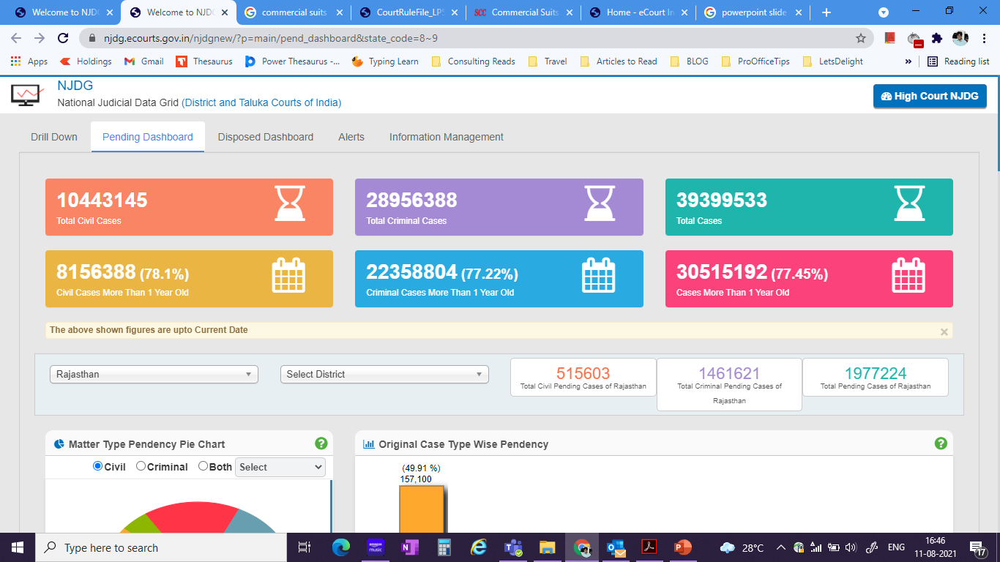 Welcome to NJDG
Welcome to NJDG
commercial suits
CourtRuleFile_LPS
SCC Commercial Suits
Home - eCourt In
powerpoint slide
njdg.ecourts.gov.in/njdgnew/?p=main/pend_dashboard&state_code=8~9
Apps
Holdings
Gmail
Thesaurus
Power Thesaurus -...
Typing Learn
Consulting Reads
Travel
Articles to Read
BLOG
ProOfficeTips
LetsDelight
»
Reading list
NJDG
National Judicial Data Grid (District and Taluka Courts of India)
High Court NJDG
Drill Down
Pending Dashboard
Disposed Dashboard
Alerts
Information Management
10443145
Total Civil Cases
28956388
Total Criminal Cases
39399533
Total Cases
8156388 (78.1%)
Civil Cases More Than 1 Year Old
22358804 (77.22%)
Criminal Cases More Than 1 Year Old
30515192 (77.45%)
Cases More Than 1 Year Old
The above shown figures are upto Current Date
Rajasthan
Select District
515603
Total Civil Pending Cases of Rajasthan
1461621
Total Criminal Pending Cases of
Rajasthan
1977224
Total Pending Cases of Rajasthan
Matter Type Pendency Pie Chart
Civil
Criminal
Both
Select
Original Case Type Wise Pendency
(49.91 %)
157,100
Type here to search
amazon
music
28°C
ENG
16:46
11-08-2021
17